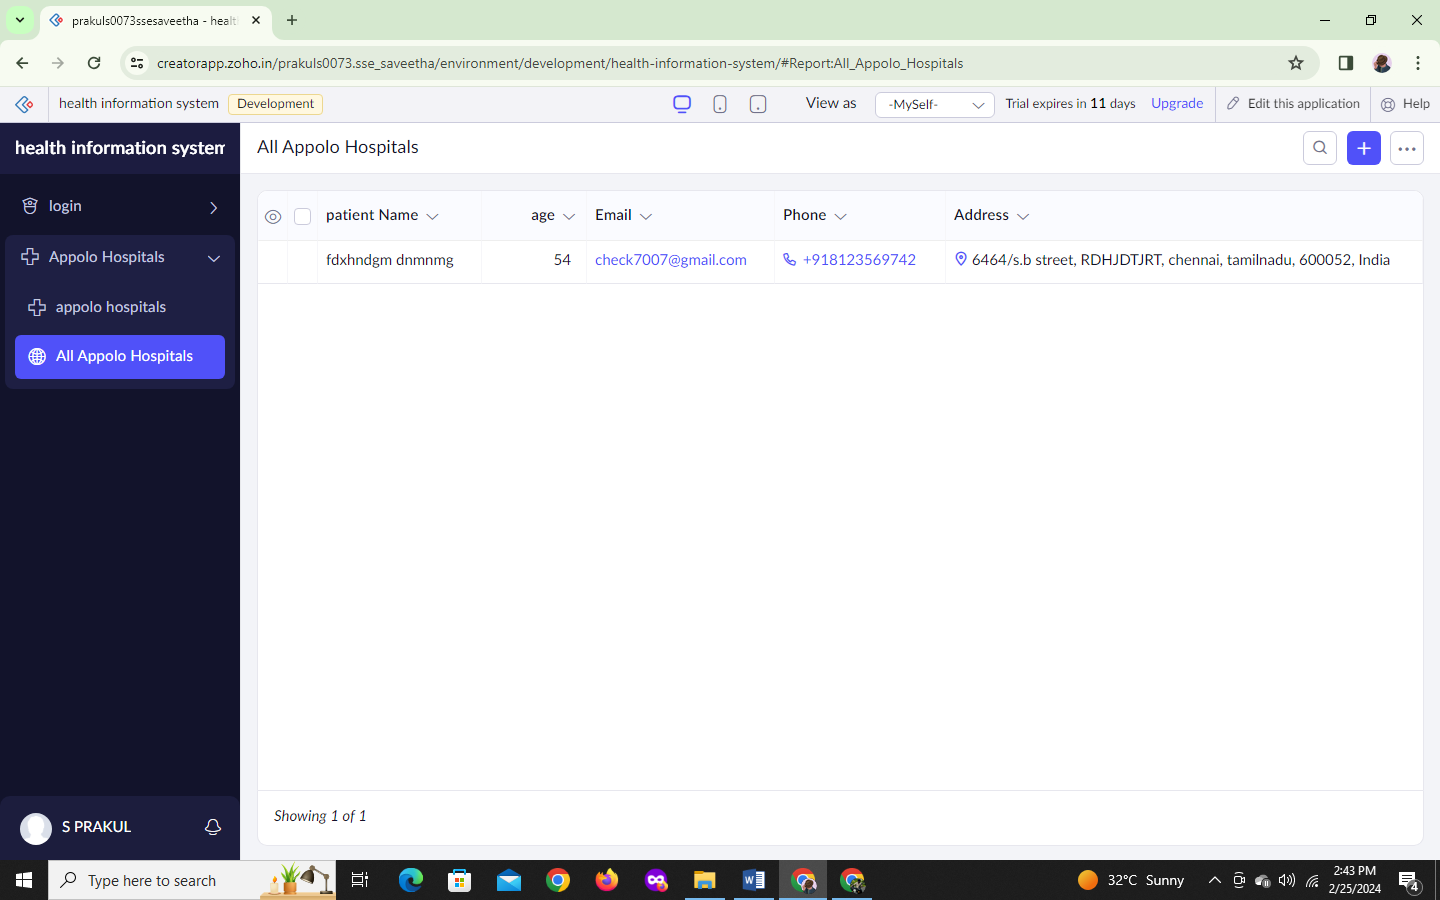 prakuls0073ssesaveetha - healt
creatorapp.zoho.in/prakuls0073.sse_saveetha/environment/development/health-information-system/#Report:All_Appolo_Hospitals
health information system Development View as -MySelf- Trial expires in 11 days Upgrade Edit this application Help
health information system
All Appolo Hospitals
login
Appolo Hospitals
appolo hospitals
All Appolo Hospitals
patient Name age Email Phone Address
fdxhndgm dnmnmg 54 check7007@gmail.com +918123569742 6464/s.b street, RDHJDTJRT, chennai, tamilnadu, 600052, India
Showing 1 of 1
S PRAKUL
Type here to search
32°C Sunny
2:43 PM
2/25/2024
4